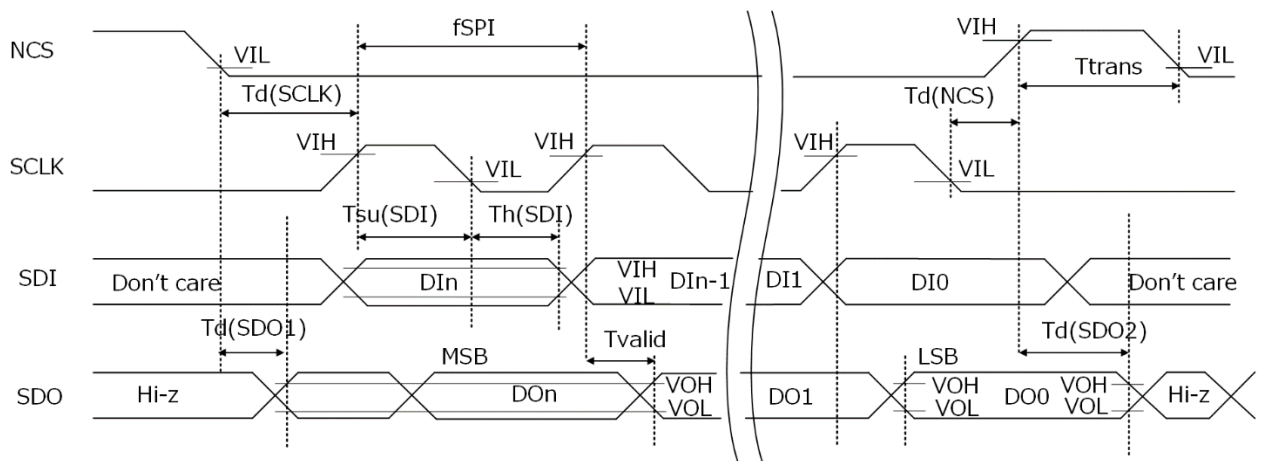 fSPI
NCS
VIL
VIH
Ttrans
VIL
Td(SCLK)
Td(NCS)
SCLK
VIH
VIL
VIH
VIH
VIL
Tsu(SDI)
Th(SDI)
SDI
Don't care
DIn
VIH
VIL
DIn-1
DI1
DI0
Don't care
Td(SDO1)
Tvalid
Td(SDO2)
MSB
LSB
SDO
Hi-z
DOn
VOH
VOL
DO1
VOH
VOL
DO0
VOH
VOL
Hi-z